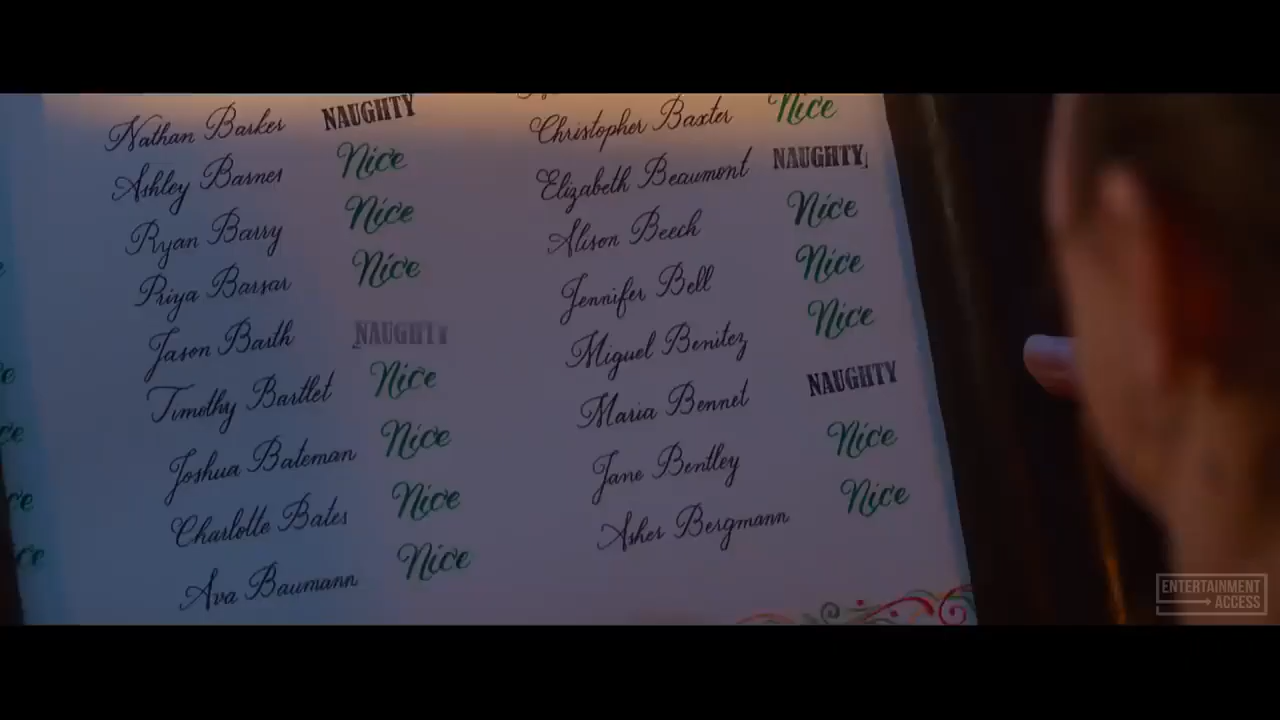 Nathan Barker NAUGHTY
Ashley Barnes Nice
Ryan Barry Nice
Priya Barsar Nice
Jason Barth NAUGHTY
Timothy Bartlet Nice
Joshua Bateman Nice
Charlotte Bates Nice
Ava Baumann Nice
Christopher Baxter Nice
Elizabeth Beaumont NAUGHTY
Alison Beech Nice
Jennifer Bell Nice
Miguel Benitez Nice
Maria Bennet NAUGHTY
Jane Bentley Nice
Asher Bergmann Nice
ENTERTAINMENT
ACCESS